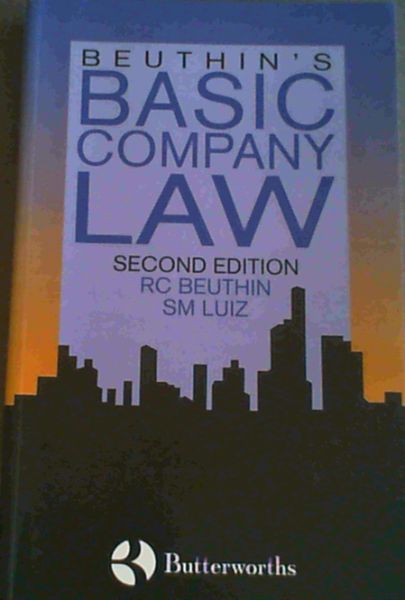 BEUTHIN'S
BASIC
COMPANY
LAW
SECOND EDITION
RC BEUTHIN
SM LUIZ
Butterworths